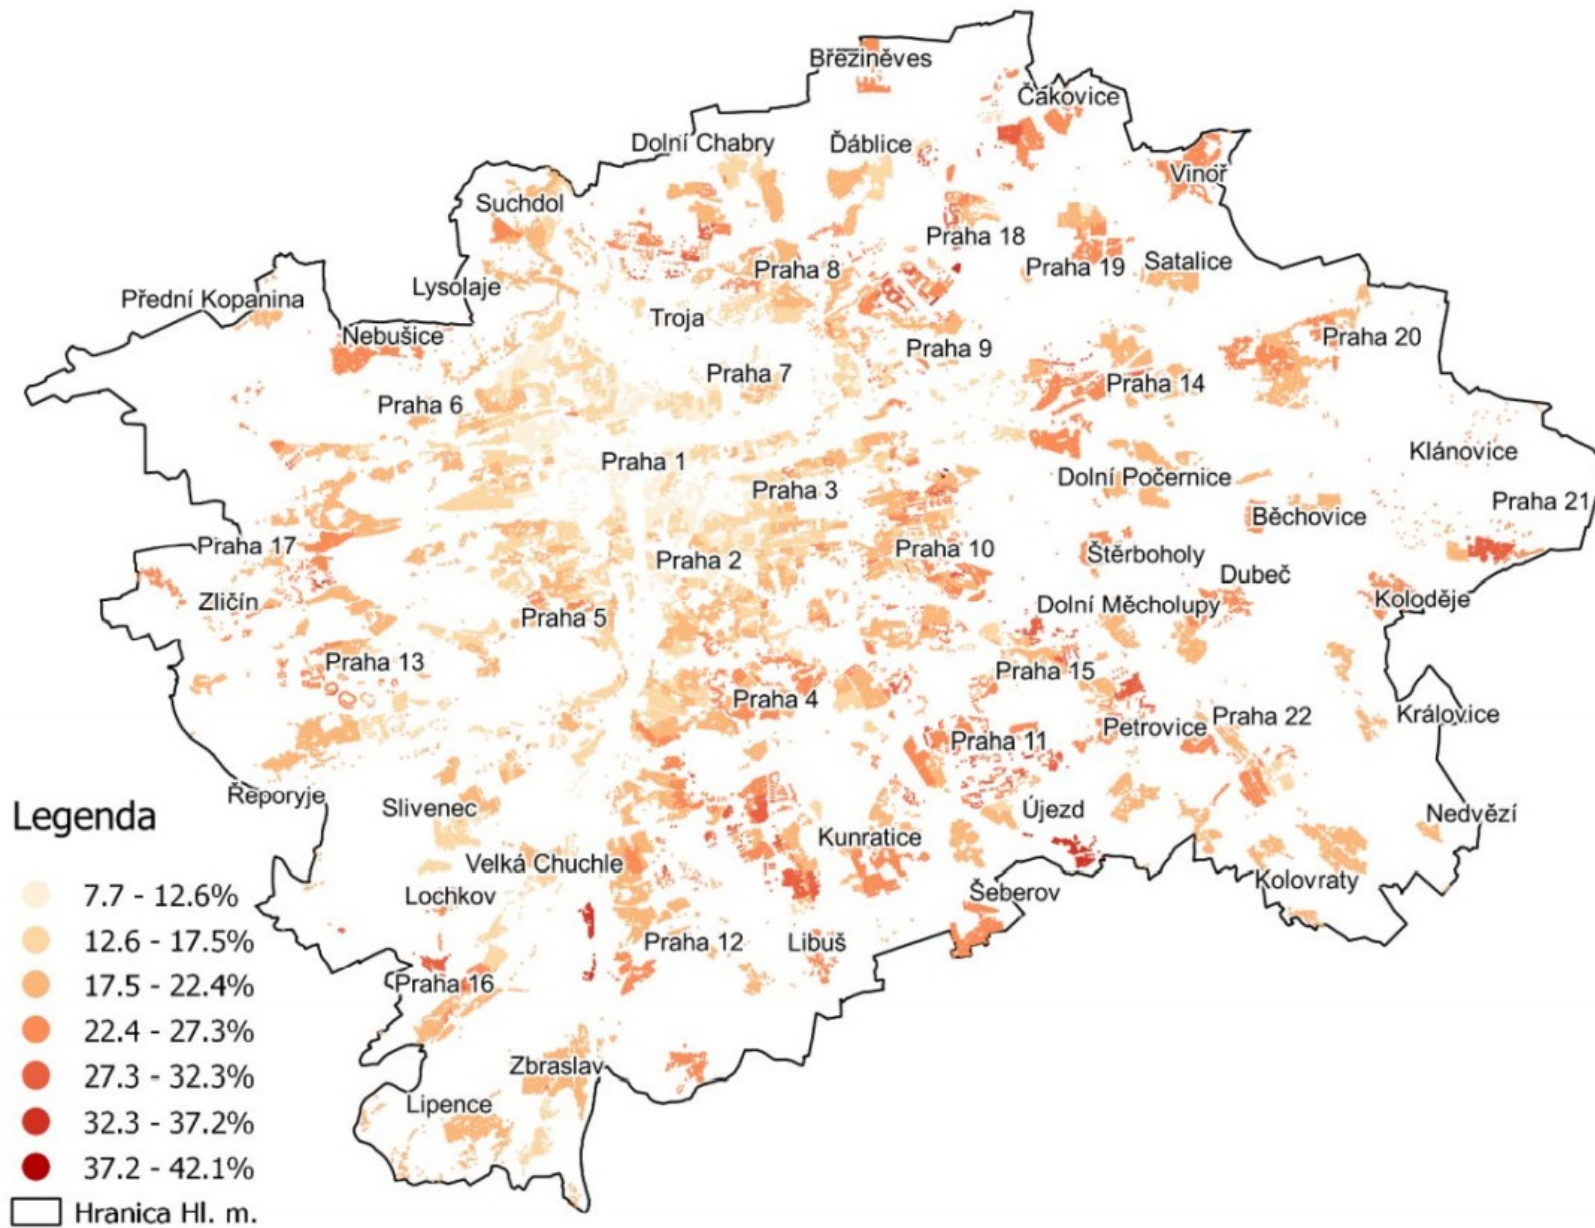 Březiněves
Čákovice
Dolní Chabry
Ďáblice
Vinoř
Suchdol
Praha 18
Praha 8
Praha 19
Satalice
Lysolaje
Přední Kopanina
Troja
Nebušice
Praha 9
Praha 20
Praha 7
Praha 14
Praha 6
Klánovice
Praha 1
Dolní Počernice
Praha 3
Praha 21
Běchovice
Praha 17
Praha 10
Praha 2
Štěrboholy
Dubeč
Zličín
Koloděje
Dolní Měcholupy
Praha 5
Praha 13
Praha 15
Praha 4
Královice
Praha 22
Petrovice
Praha 11
Řeporyje
Slivenec
Újezd
Nedvězí
Kunratice
Velká Chuchle
Kolovraty
Lochkov
Šeberov
Praha 12
Libuš
Praha 16
Zbraslav
Lipence
Legenda
7.7 - 12.6%
12.6 - 17.5%
17.5 - 22.4%
22.4 - 27.3%
27.3 - 32.3%
32.3 - 37.2%
37.2 - 42.1%
Hranica Hl. m.